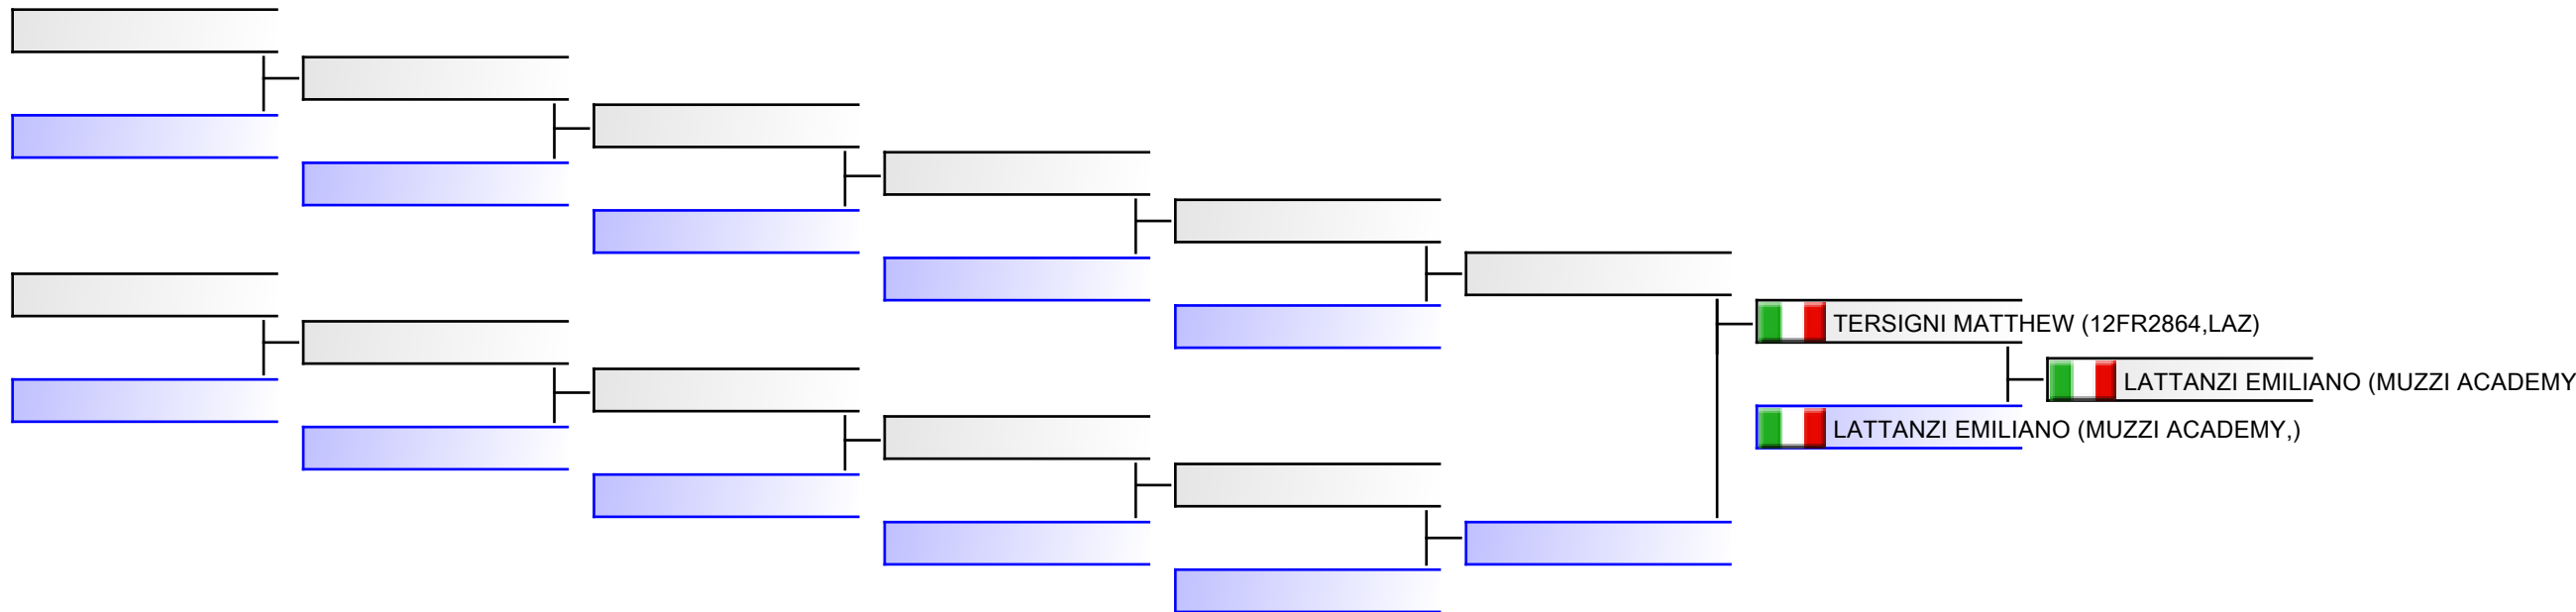 TERSIGNI MATTHEW (12FR2864,LAZ)
LATTANZI EMILIANO (MUZZI ACADEMY
LATTANZI EMILIANO (MUZZI ACADEMY,)